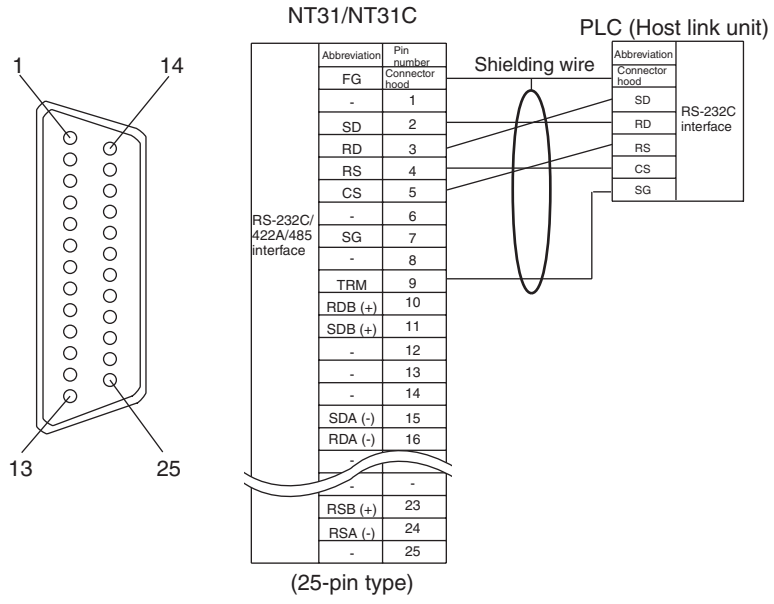 NT31/NT31C
PLC (Host link unit)
1
14
13
25
Shielding wire
RS-232C/
422A/485
interface
Abbreviation Pin number
FG Connector hood
- 1
SD 2
RD 3
RS 4
CS 5
- 6
SG 7
- 8
TRM 9
RDB (+) 10
SDB (+) 11
- 12
- 13
- 14
SDA (-) 15
RDA (-) 16
- -
- -
RSB (+) 23
RSA (-) 24
- 25
(25-pin type)
Abbreviation
Connector
hood
SD
RD
RS
CS
SG
RS-232C
interface